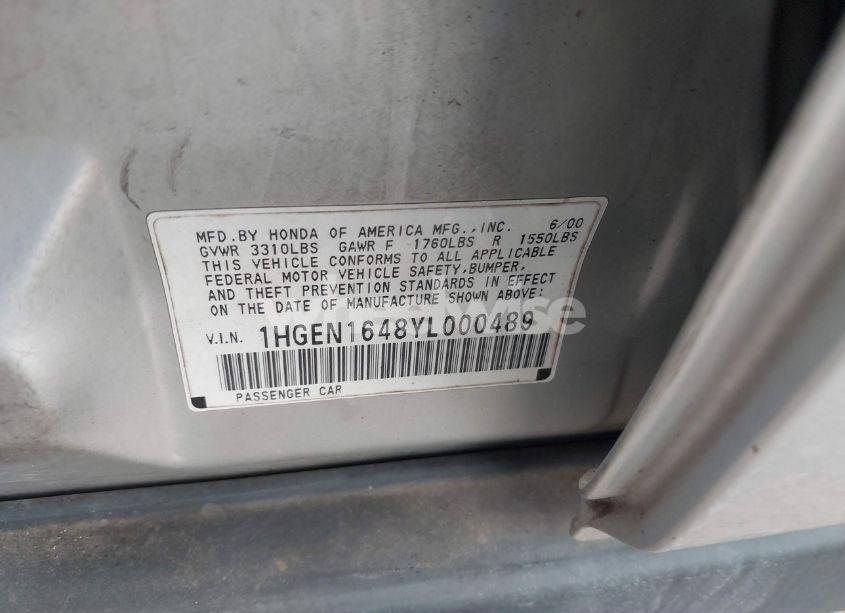 MFD.BY HONDA OF AMERICA MFG.,INC. 6/00
GVWR 3310LBS GAWR F 1760LBS R 1550LBS
THIS VEHICLE CONFORMS TO ALL APPLICABLE
FEDERAL MOTOR VEHICLE SAFETY,BUMPER,
AND THEFT PREVENTION STANDARDS IN EFFECT
ON THE DATE OF MANUFACTURE SHOWN ABOVE.
V.I.N. 1HGEN1648YL000489
PASSENGER CAR